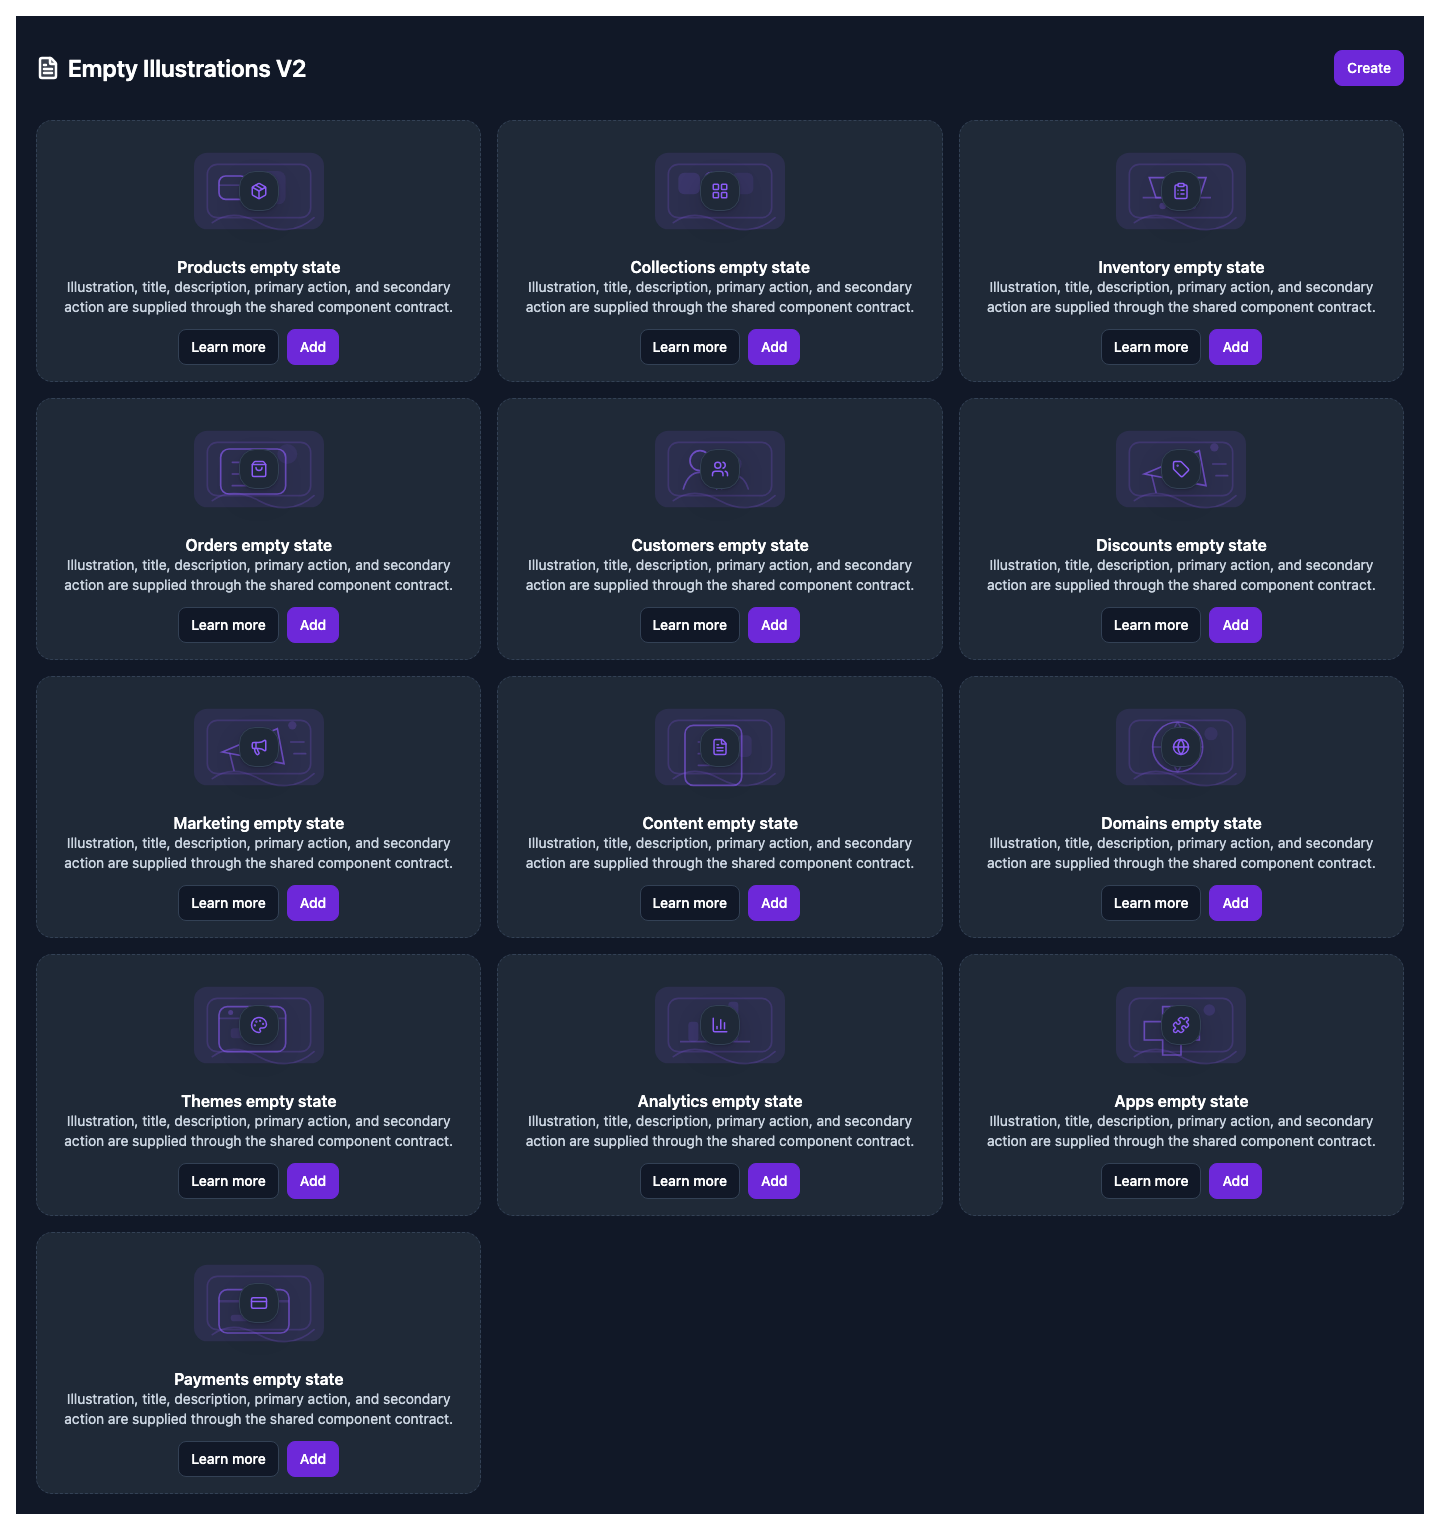 Empty Illustrations V2
Create
Products empty state
Illustration, title, description, primary action, and secondary
action are supplied through the shared component contract.
Learn more
Add
Collections empty state
Illustration, title, description, primary action, and secondary
action are supplied through the shared component contract.
Learn more
Add
Inventory empty state
Illustration, title, description, primary action, and secondary
action are supplied through the shared component contract.
Learn more
Add
Orders empty state
Illustration, title, description, primary action, and secondary
action are supplied through the shared component contract.
Learn more
Add
Customers empty state
Illustration, title, description, primary action, and secondary
action are supplied through the shared component contract.
Learn more
Add
Discounts empty state
Illustration, title, description, primary action, and secondary
action are supplied through the shared component contract.
Learn more
Add
Marketing empty state
Illustration, title, description, primary action, and secondary
action are supplied through the shared component contract.
Learn more
Add
Content empty state
Illustration, title, description, primary action, and secondary
action are supplied through the shared component contract.
Learn more
Add
Domains empty state
Illustration, title, description, primary action, and secondary
action are supplied through the shared component contract.
Learn more
Add
Themes empty state
Illustration, title, description, primary action, and secondary
action are supplied through the shared component contract.
Learn more
Add
Analytics empty state
Illustration, title, description, primary action, and secondary
action are supplied through the shared component contract.
Learn more
Add
Apps empty state
Illustration, title, description, primary action, and secondary
action are supplied through the shared component contract.
Learn more
Add
Payments empty state
Illustration, title, description, primary action, and secondary
action are supplied through the shared component contract.
Learn more
Add